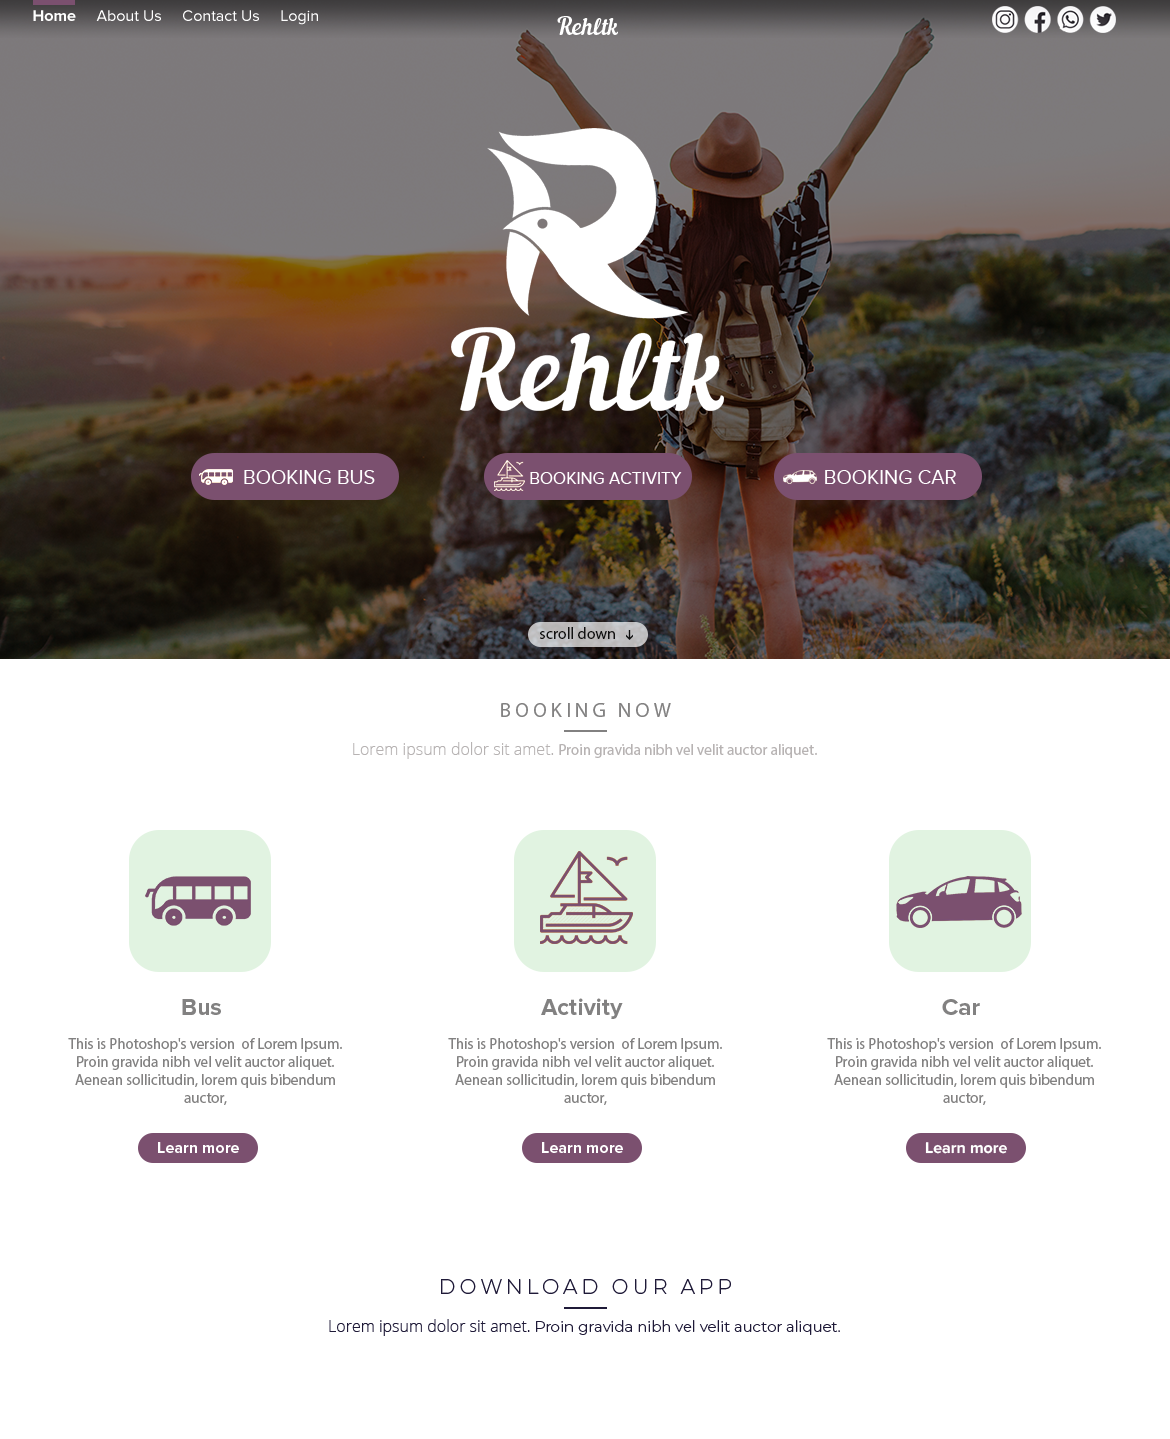 Home About Us Contact Us Login
Rehltk
Rehltk
BOOKING BUS
BOOKING ACTIVITY
BOOKING CAR
scroll down ↓
BOOKING NOW
Lorem ipsum dolor sit amet. Proin gravida nibh vel velit auctor aliquet.
Bus
This is Photoshop's version of Lorem Ipsum.
Proin gravida nibh vel velit auctor aliquet.
Aenean sollicitudin, lorem quis bibendum
auctor,
Learn more
Activity
This is Photoshop's version of Lorem Ipsum.
Proin gravida nibh vel velit auctor aliquet.
Aenean sollicitudin, lorem quis bibendum
auctor,
Learn more
Car
This is Photoshop's version of Lorem Ipsum.
Proin gravida nibh vel velit auctor aliquet.
Aenean sollicitudin, lorem quis bibendum
auctor,
Learn more
DOWNLOAD OUR APP
Lorem ipsum dolor sit amet. Proin gravida nibh vel velit auctor aliquet.